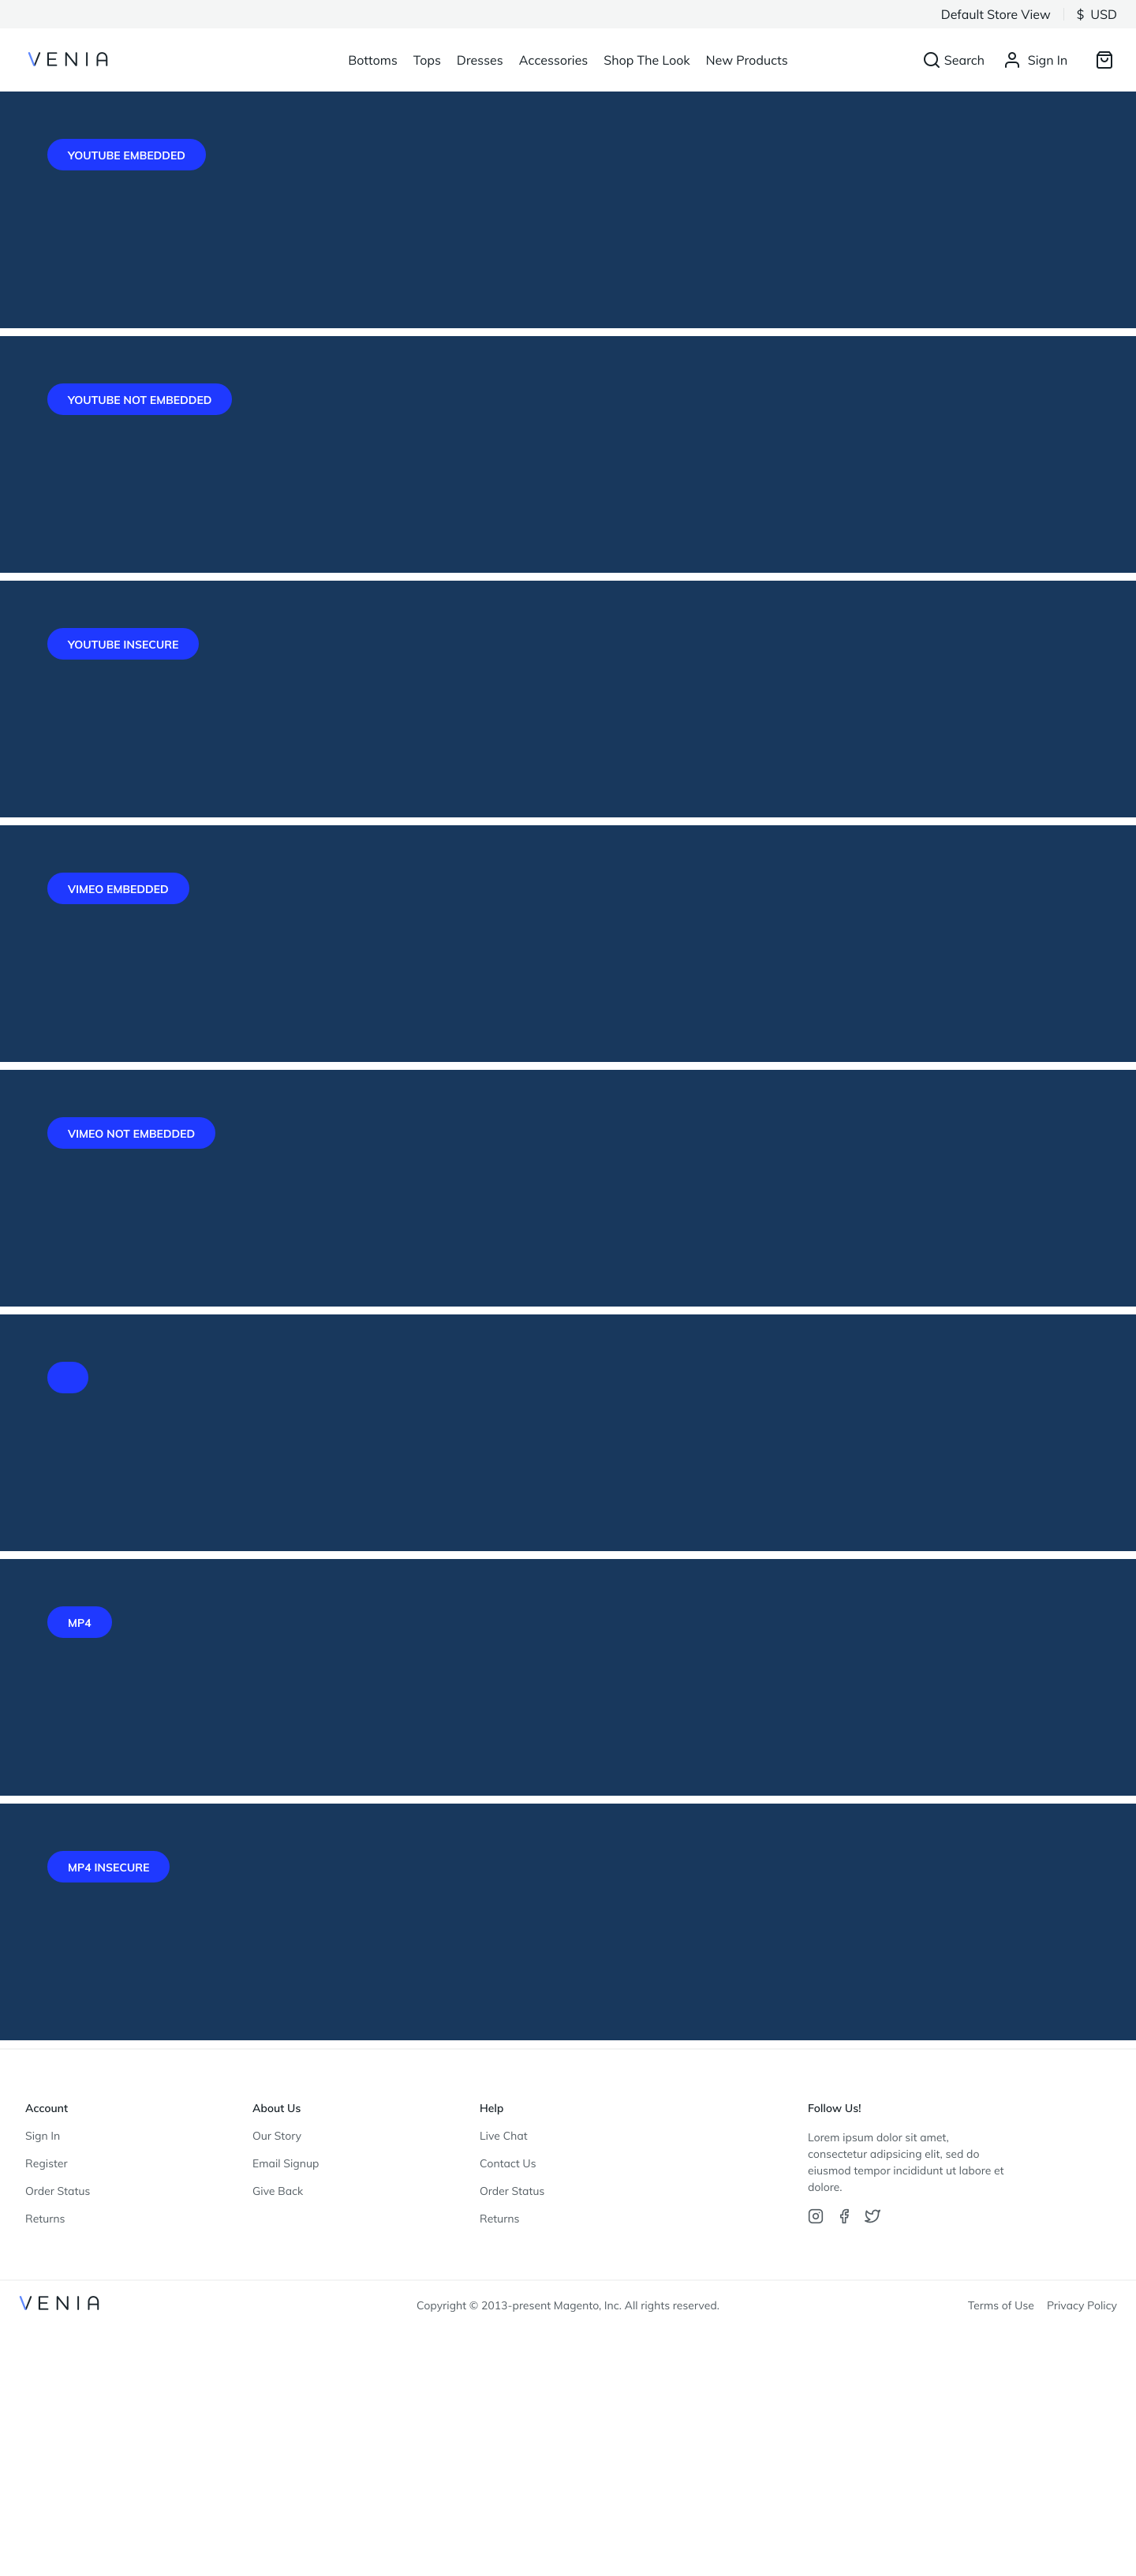 Default Store View $ USD
VENIA Bottoms Tops Dresses Accessories Shop The Look New Products Search Sign In
YOUTUBE EMBEDDED
YOUTUBE NOT EMBEDDED
YOUTUBE INSECURE
VIMEO EMBEDDED
VIMEO NOT EMBEDDED
MP4
MP4 INSECURE
Account
Sign In
Register
Order Status
Returns
About Us
Our Story
Email Signup
Give Back
Help
Live Chat
Contact Us
Order Status
Returns
Follow Us!
Lorem ipsum dolor sit amet,
consectetur adipsicing elit, sed do
eiusmod tempor incididunt ut labore et
dolore.
VENIA Copyright © 2013-present Magento, Inc. All rights reserved. Terms of Use Privacy Policy